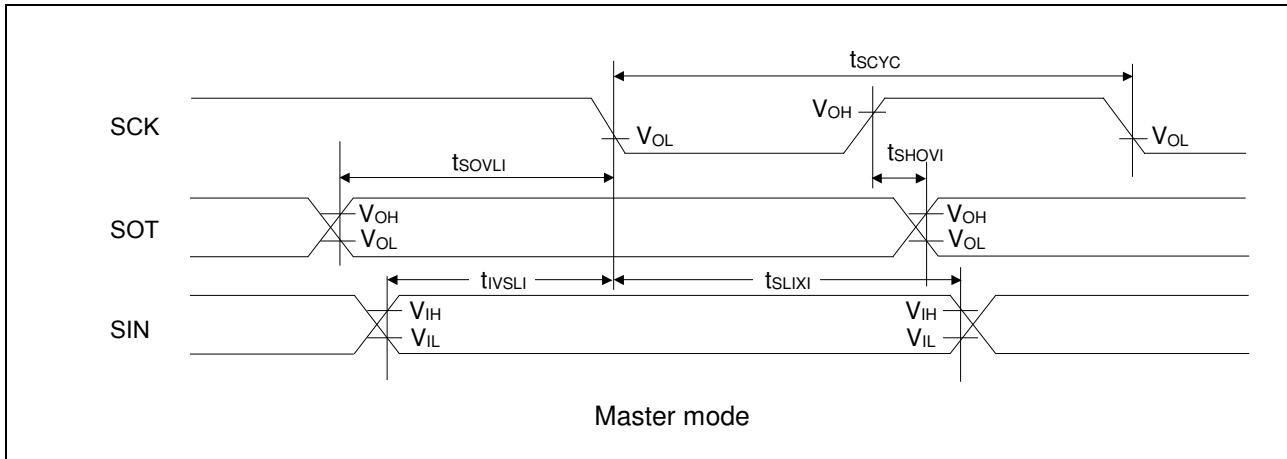 tSCYC
SCK
VOH
VOL
VOL
tSHOVI
tSOVLI
SOT
VOH
VOL
VOH
VOL
tIVSLI
tSLIXI
SIN
VIH
VIL
VIH
VIL
Master mode